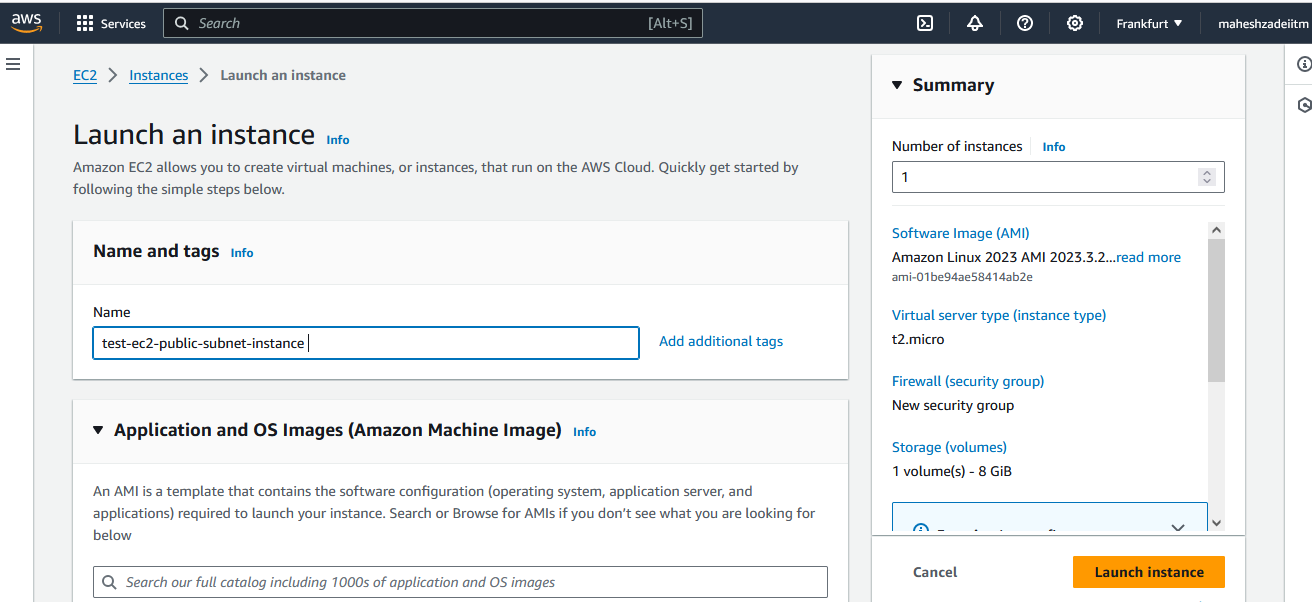 aws
Services
Search [Alt+S]
Frankfurt
maheshzadeiitm
EC2 Instances Launch an instance
Launch an instance Info
Amazon EC2 allows you to create virtual machines, or instances, that run on the AWS Cloud. Quickly get started by
following the simple steps below.
Name and tags Info
Name
test-ec2-public-subnet-instance
Add additional tags
Application and OS Images (Amazon Machine Image) Info
An AMI is a template that contains the software configuration (operating system, application server, and
applications) required to launch your instance. Search or Browse for AMIs if you don’t see what you are looking for
below
Search our full catalog including 1000s of application and OS images
Summary
Number of instances Info
1
Software Image (AMI)
Amazon Linux 2023 AMI 2023.3.2...read more
ami-01be94ae58414ab2e
Virtual server type (instance type)
t2.micro
Firewall (security group)
New security group
Storage (volumes)
1 volume(s) - 8 GiB
Cancel
Launch instance